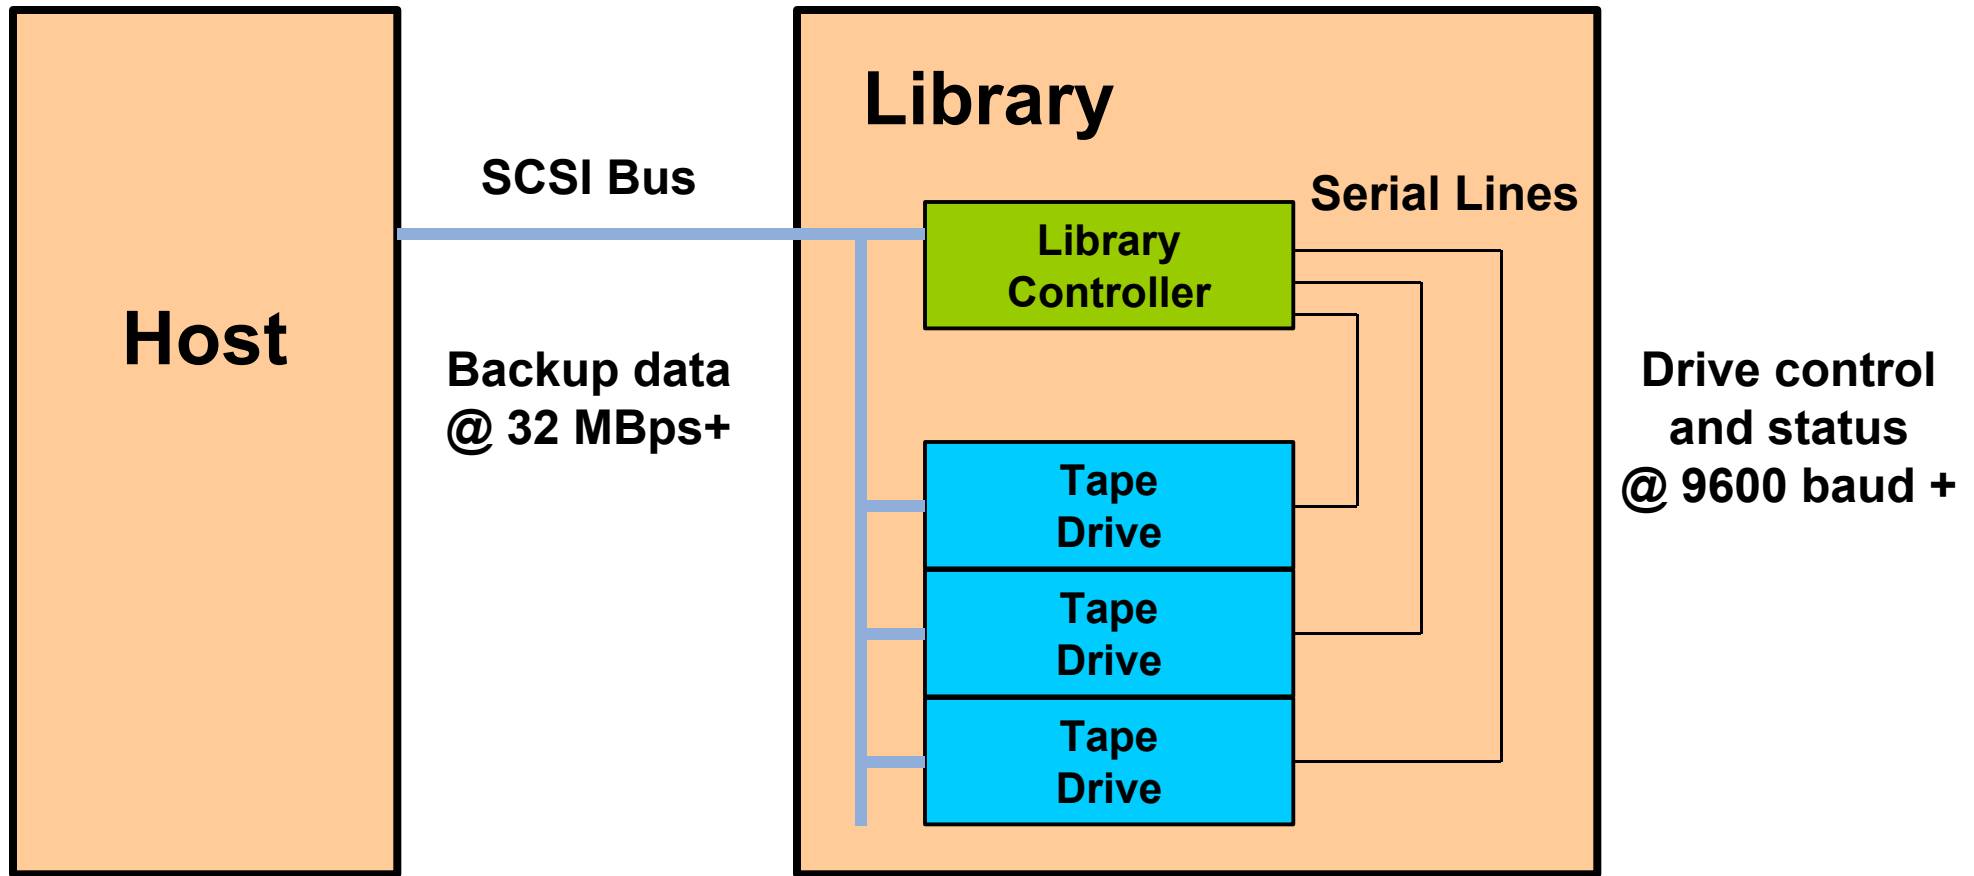 Host
SCSI Bus
Backup data
@ 32 MBps+
Library
Serial Lines
Library
Controller
Tape
Drive
Tape
Drive
Tape
Drive
Drive control
and status
@ 9600 baud +